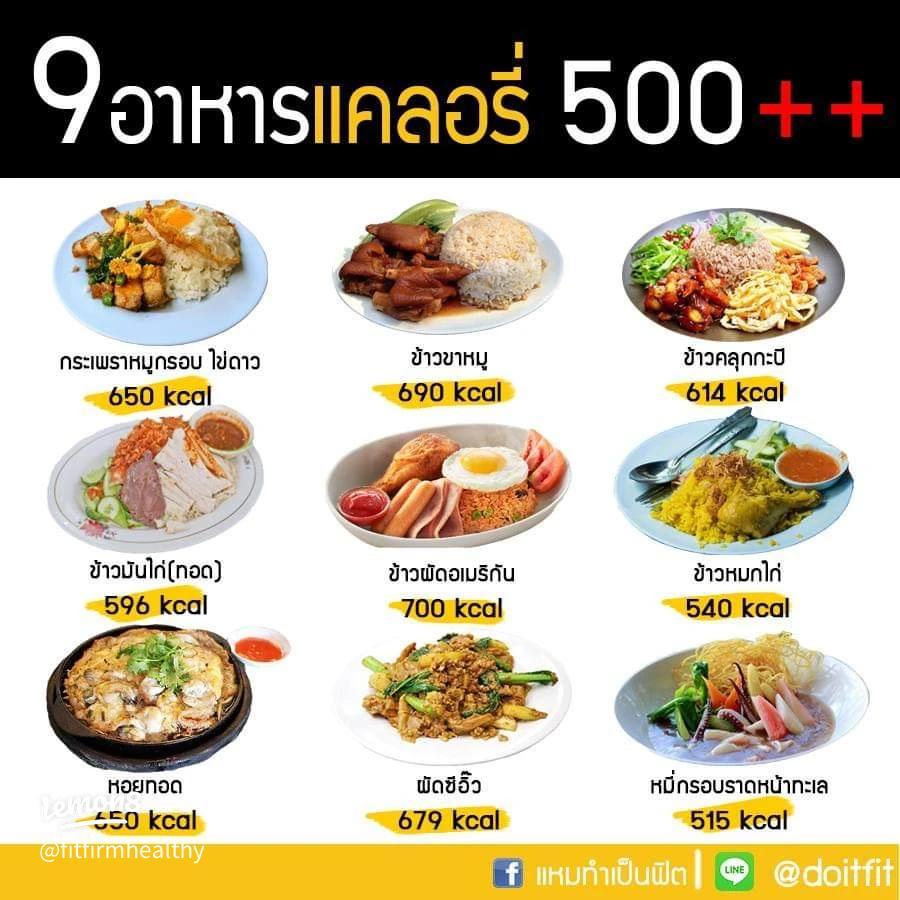 9อาหารแคลอรี่ 500++
กระเพราหมูกรอบ ไข่ดาว
650 kcal
ข้าวขาหมู
690 kcal
ข้าวคลุกกะปิ
614 kcal
ข้าวมันไก่(ทอด)
596 kcal
ข้าวผัดอเมริกัน
700 kcal
ข้าวหมกไก่
540 kcal
หอยทอด
650 kcal
ผัดซีอิ๊ว
679 kcal
หมี่กรอบราดหน้าทะเล
515 kcal
lemon8
@fitfirmhealthy
f แหมทำเป็นฟิต | LINE @doitfit